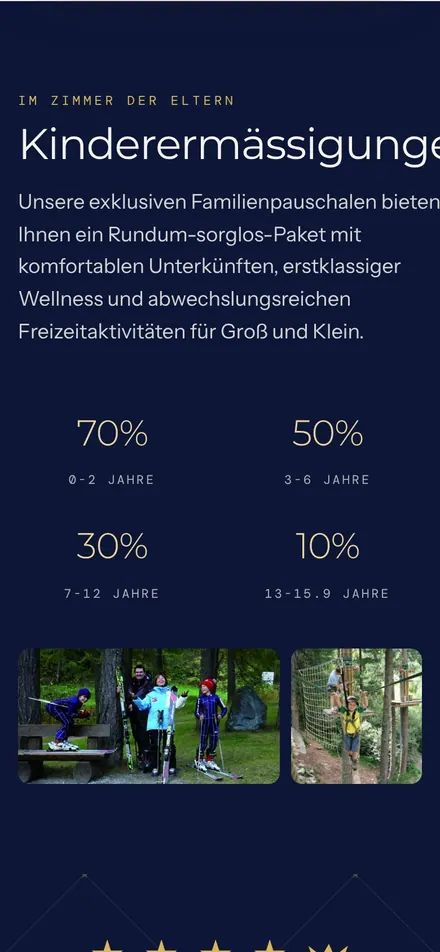 IM ZIMMER DER ELTERN
Kinderermässigunge
Unsere exklusiven Familienpauschalen bieten
Ihnen ein Rundum-sorglos-Paket mit
komfortablen Unterkünften, erstklassiger
Wellness und abwechslungsreichen
Freizeitaktivitäten für Groß und Klein.
70% 50%
0-2 JAHRE 3-6 JAHRE
30% 10%
7-12 JAHRE 13-15.9 JAHRE